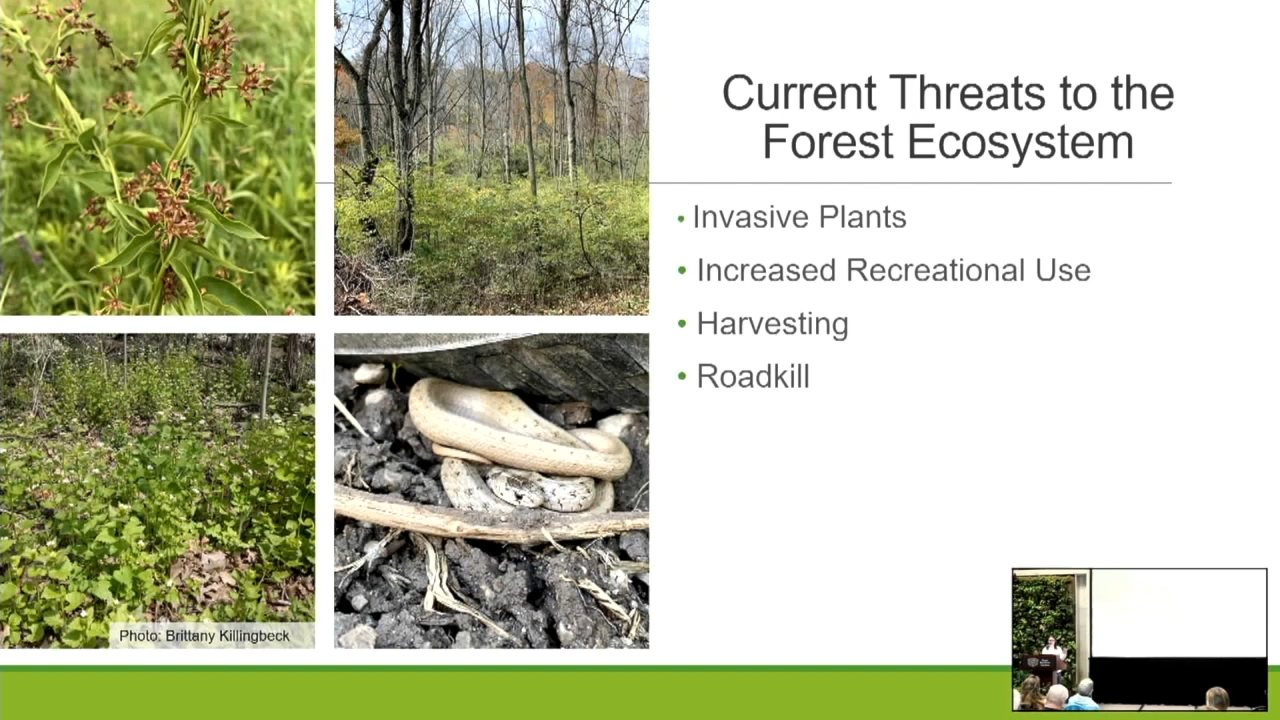 Current Threats to the
Forest Ecosystem
• Invasive Plants
• Increased Recreational Use
• Harvesting
• Roadkill
Photo: Brittany Killingbeck